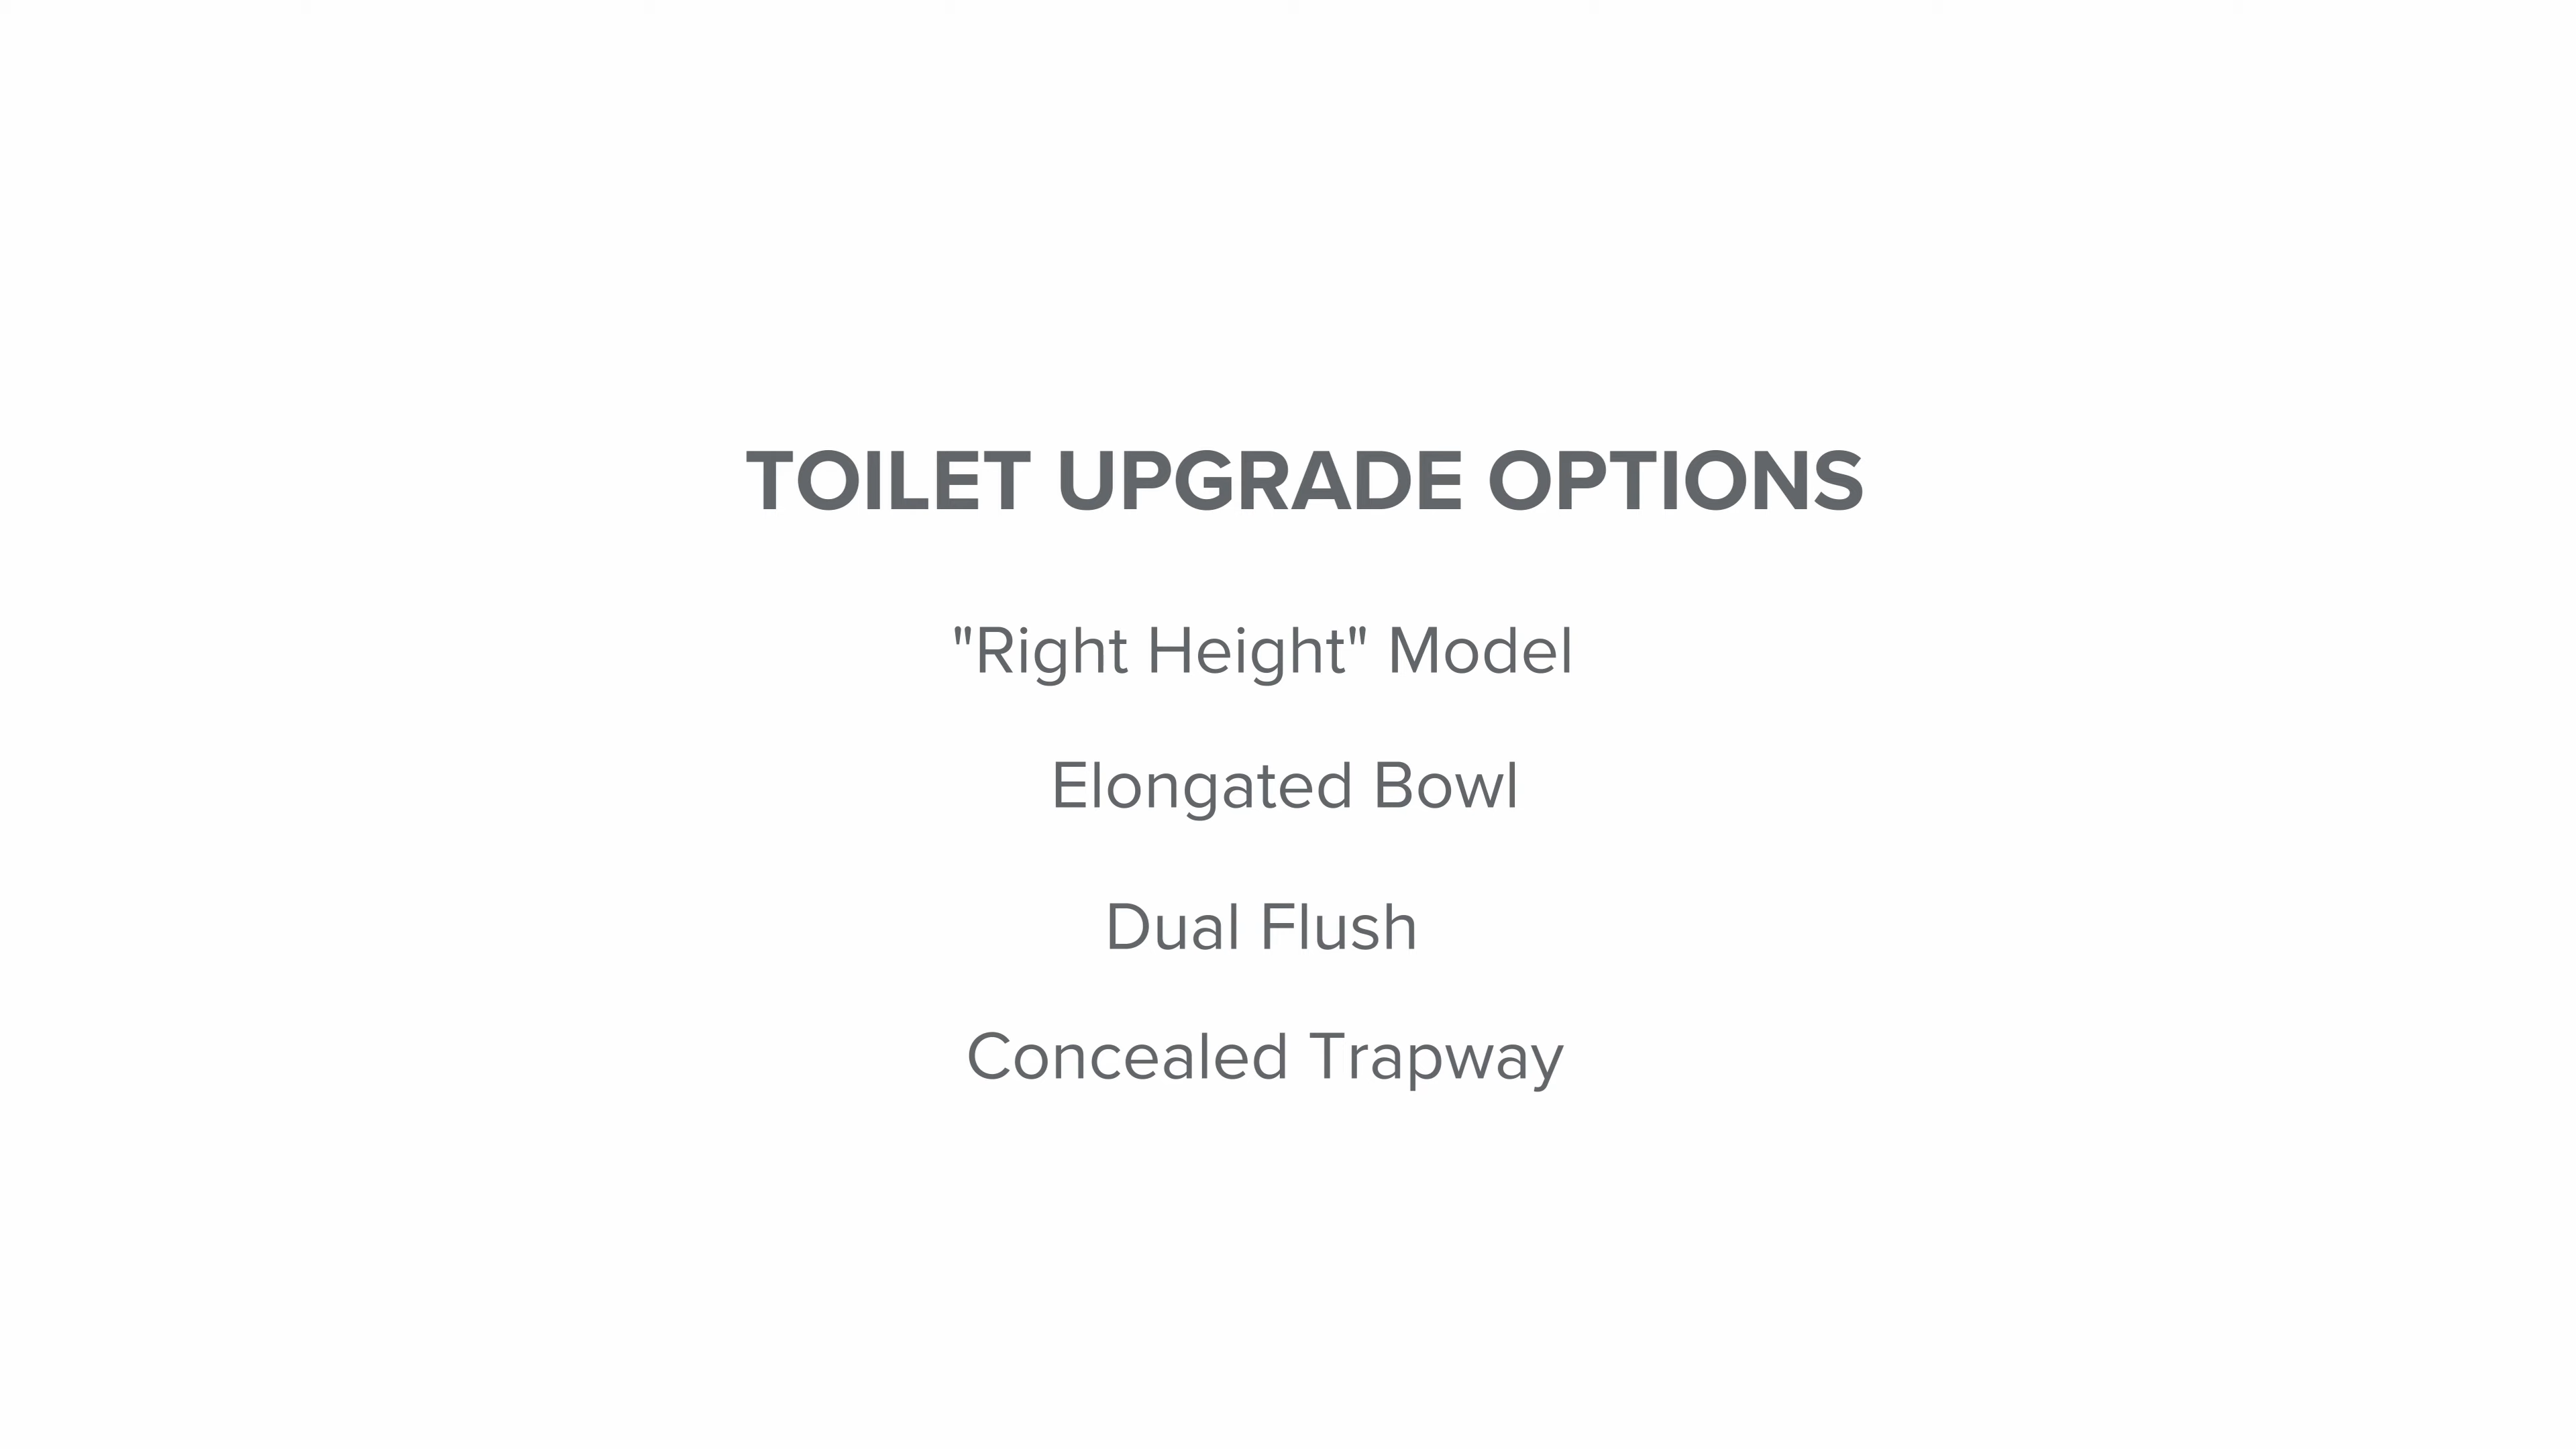 TOILET UPGRADE OPTIONS
"Right Height" Model
Elongated Bowl
Dual Flush
Concealed Trapway